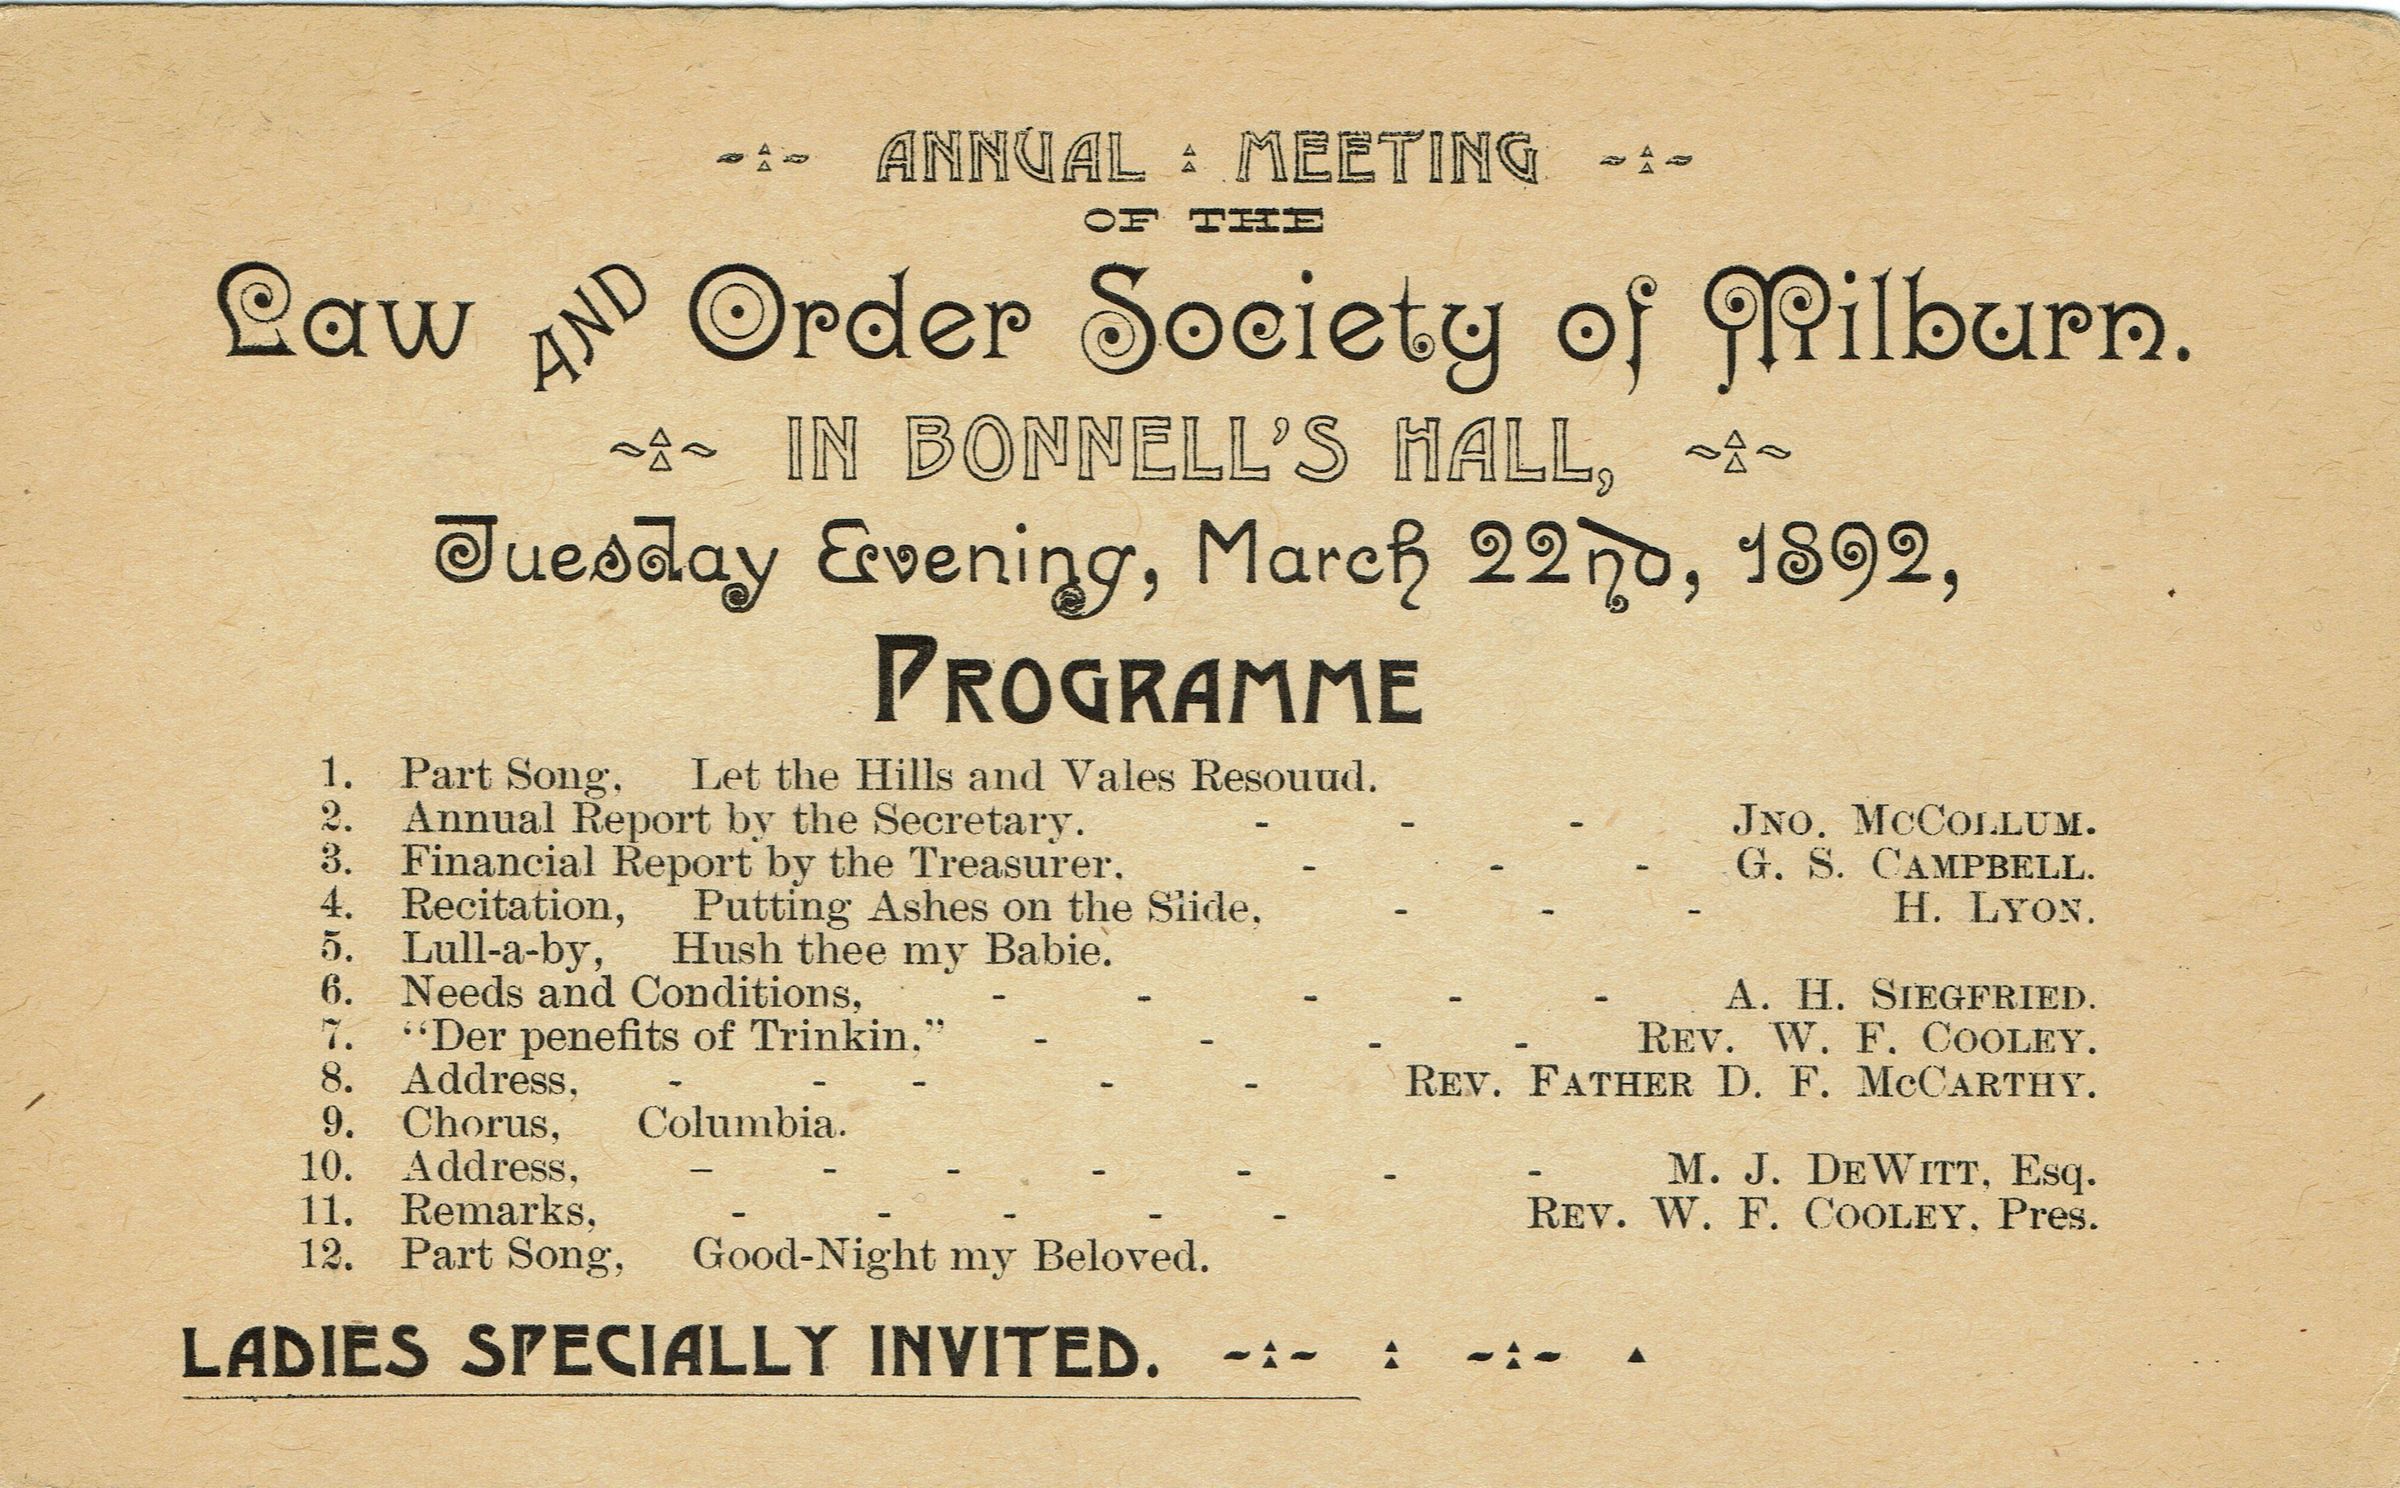 ANNUAL : MEETING
OF THE
Law AND Order Society of Milburn.
IN BONNELL'S HALL,
Tuesday Evening, March 22nd, 1892,
PROGRAMME
1. Part Song, Let the Hills and Vales Resouud.
2. Annual Report by the Secretary. - - - JNO. MCCOLLUM.
3. Financial Report by the Treasurer. - - - G. S. CAMPBELL.
4. Recitation, Putting Ashes on the Slide, - - - H. LYON.
5. Lull-a-by, Hush thee my Babie.
6. Needs and Conditions, - - - - - A. H. SIEGFRIED.
7. "Der penefits of Trinkin." - - - - REV. W. F. COOLEY.
8. Address, - - - - - REV. FATHER D. F. MCCARTHY.
9. Chorus, Columbia.
10. Address, – - - - - - - M. J. DEWITT, Esq.
11. Remarks, - - - - - REV. W. F. COOLEY, Pres.
12. Part Song, Good-Night my Beloved.
LADIES SPECIALLY INVITED.